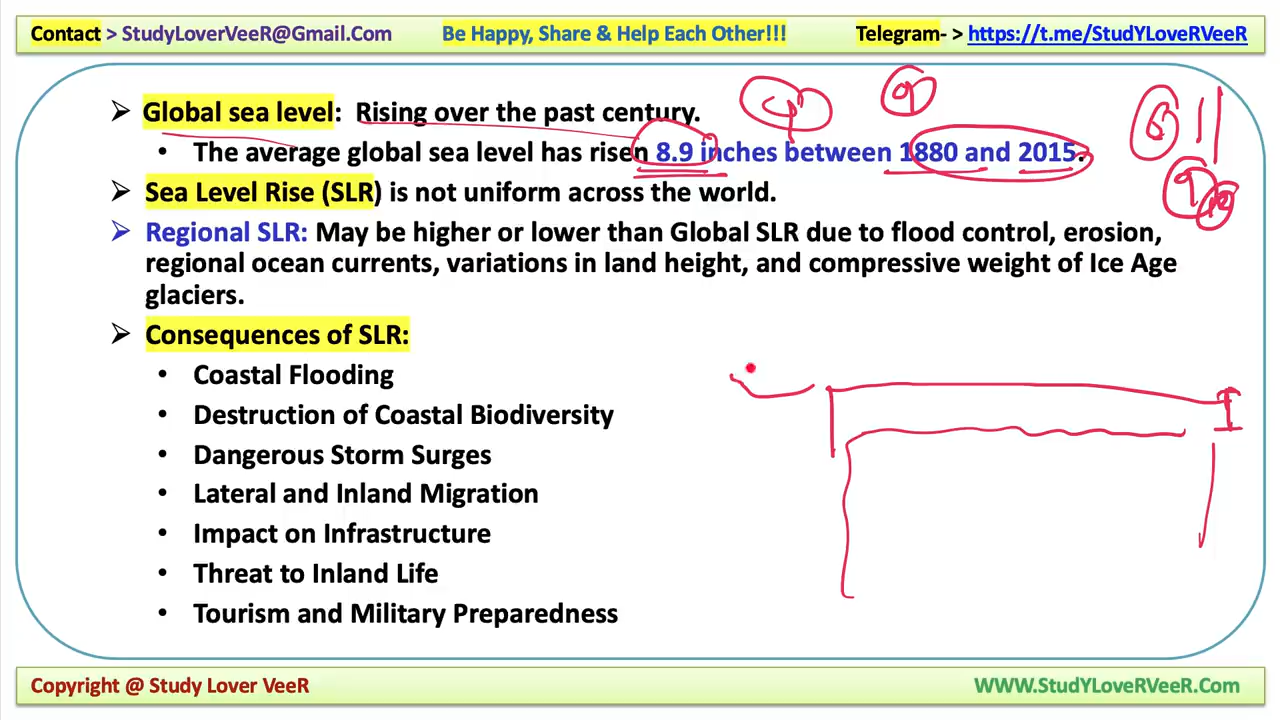 Contact > StudyLoverVeeR@Gmail.Com Be Happy, Share & Help Each Other!!! Telegram- > https://t.me/StudYLoveRVeeR
➢ Global sea level: Rising over the past century.
• The average global sea level has risen 8.9 inches between 1880 and 2015.
➢ Sea Level Rise (SLR) is not uniform across the world.
➢ Regional SLR: May be higher or lower than Global SLR due to flood control, erosion,
regional ocean currents, variations in land height, and compressive weight of Ice Age
glaciers.
➢ Consequences of SLR:
• Coastal Flooding
• Destruction of Coastal Biodiversity
• Dangerous Storm Surges
• Lateral and Inland Migration
• Impact on Infrastructure
• Threat to Inland Life
• Tourism and Military Preparedness
Copyright @ Study Lover VeeR WWW.StudYLoveRVeeR.Com